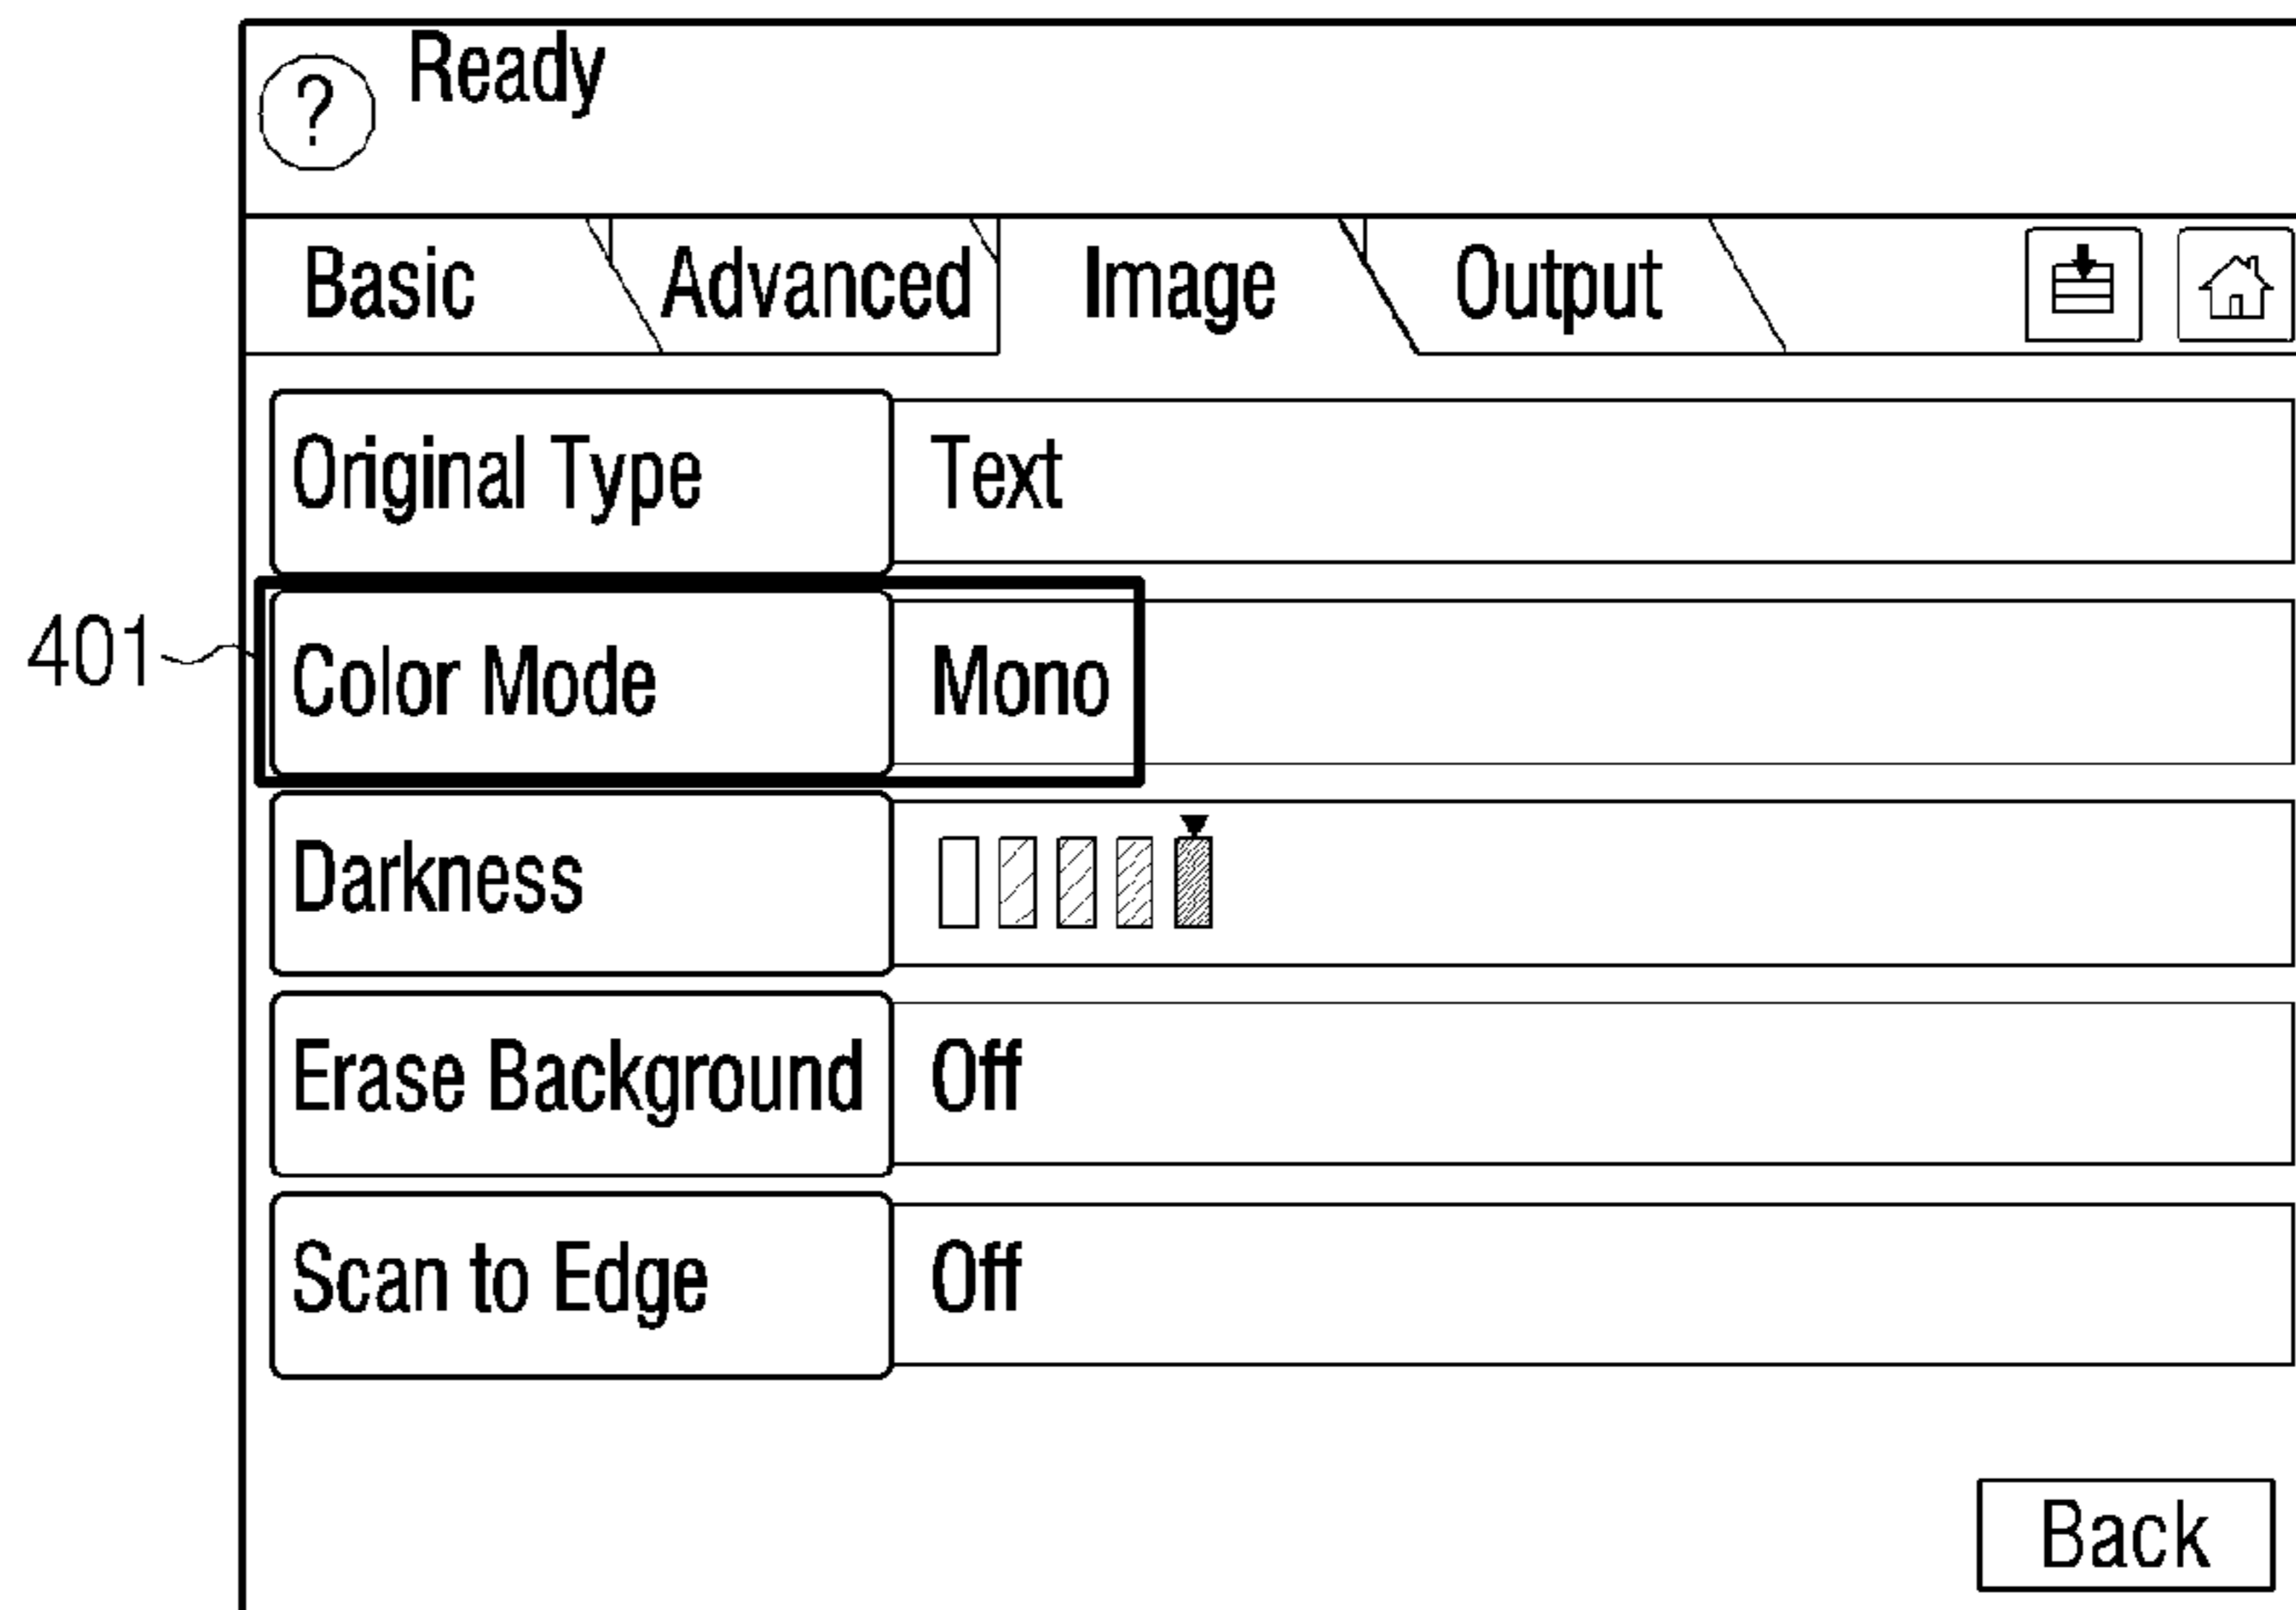 ? Ready
Basic Advanced Image Output
Original Type Text
401 Color Mode Mono
Darkness
Erase Background Off
Scan to Edge Off
Back